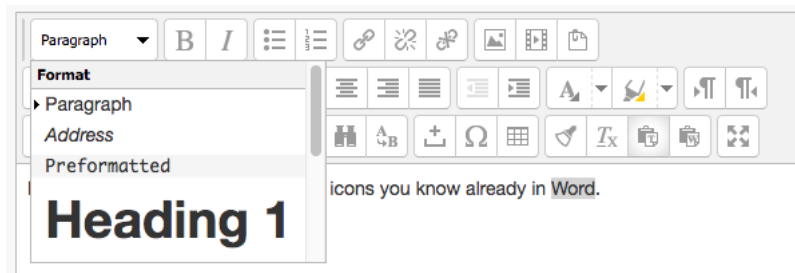 Paragraph
Format
Paragraph
Address
Preformatted
Heading 1
icons you know already in Word.